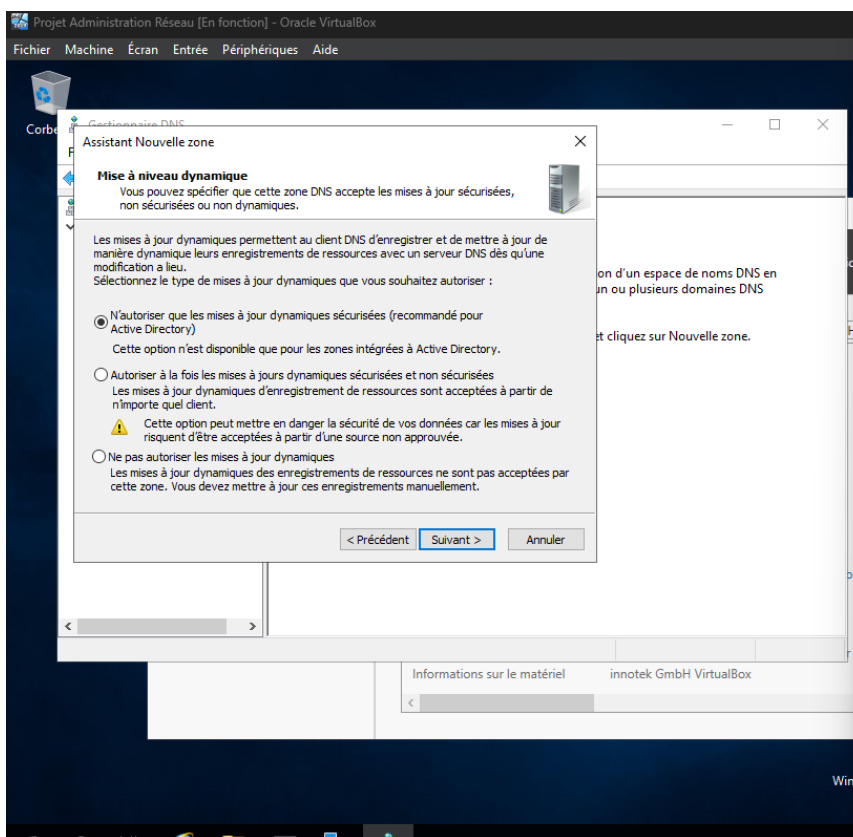 Projet Administration Réseau [En fonction] - Oracle VirtualBox
Fichier Machine Écran Entrée Périphériques Aide
Gestionnaire DNS
Assistant Nouvelle zone
Mise à niveau dynamique
Vous pouvez spécifier que cette zone DNS accepte les mises à jour sécurisées,
non sécurisées ou non dynamiques.
Les mises à jour dynamiques permettent au client DNS d'enregistrer et de mettre à jour de
manière dynamique leurs enregistrements de ressources avec un serveur DNS dès qu'une
modification a lieu.
Sélectionnez le type de mises à jour dynamiques que vous souhaitez autoriser :
N'autoriser que les mises à jour dynamiques sécurisées (recommandé pour
Active Directory)
Cette option n'est disponible que pour les zones intégrées à Active Directory.
Autoriser à la fois les mises à jours dynamiques sécurisées et non sécurisées
Les mises à jour dynamiques d'enregistrement de ressources sont acceptées à partir de
n'importe quel client.
Cette option peut mettre en danger la sécurité de vos données car les mises à jour
risquent d'être acceptées à partir d'une source non approuvée.
Ne pas autoriser les mises à jour dynamiques
Les mises à jour dynamiques des enregistrements de ressources ne sont pas acceptées par
cette zone. Vous devez mettre à jour ces enregistrements manuellement.
< Précédent Suivant > Annuler
on d'un espace de noms DNS en
un ou plusieurs domaines DNS
et cliquez sur Nouvelle zone.
Informations sur le matériel innotek GmbH VirtualBox
Win